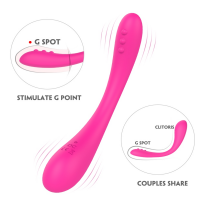 G SPOT
STIMULATE G POINT
CLITORIS
G SPOT
COUPLES SHARE